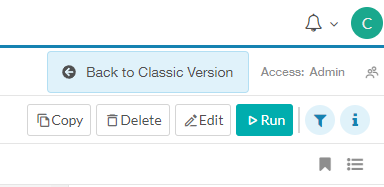 C
Back to Classic Version Access: Admin
Copy Delete Edit Run